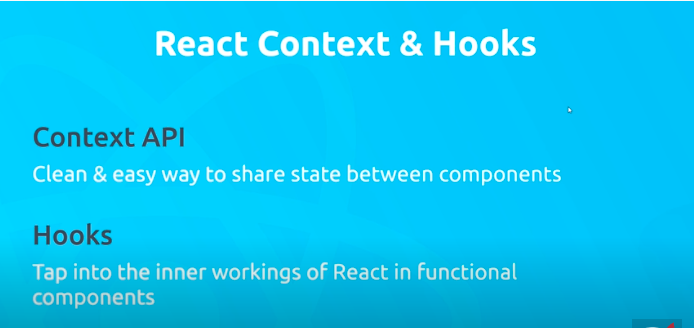 React Context & Hooks
Context API
Clean & easy way to share state between components
Hooks
Tap into the inner workings of React in functional
components